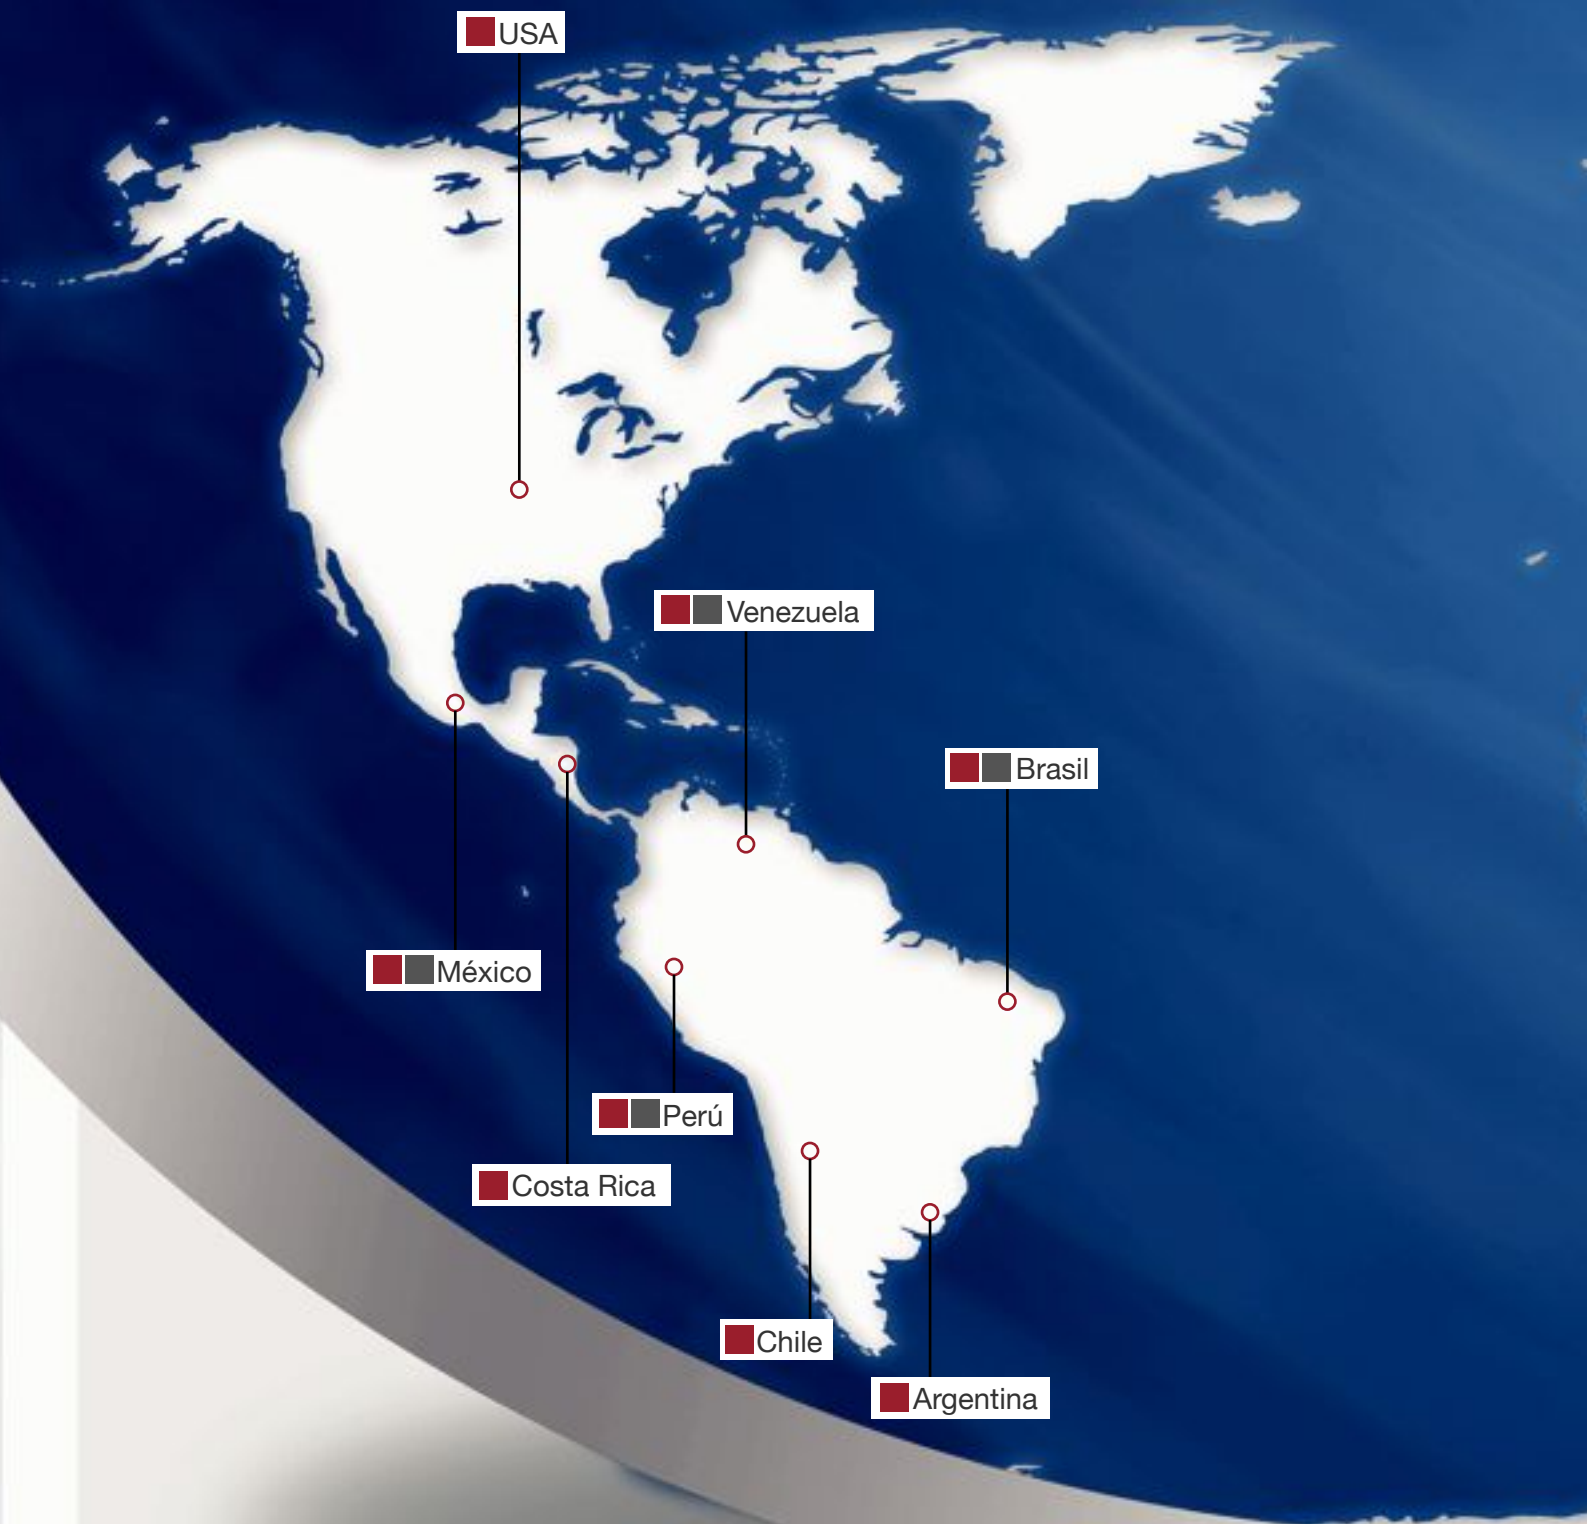 USA
Venezuela
Brasil
México
Perú
Costa Rica
Chile
Argentina